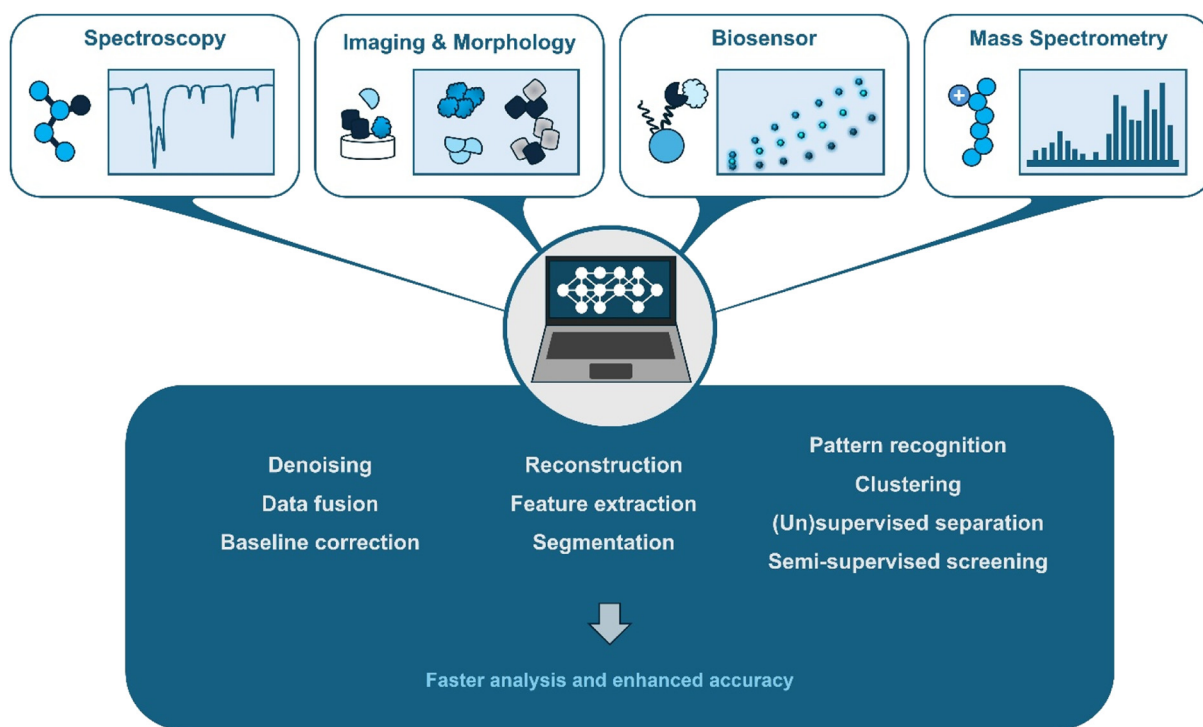 Spectroscopy
Imaging & Morphology
Biosensor
Mass Spectrometry
+
Denoising
Data fusion
Baseline correction
Reconstruction
Feature extraction
Segmentation
Pattern recognition
Clustering
(Un)supervised separation
Semi-supervised screening
Faster analysis and enhanced accuracy